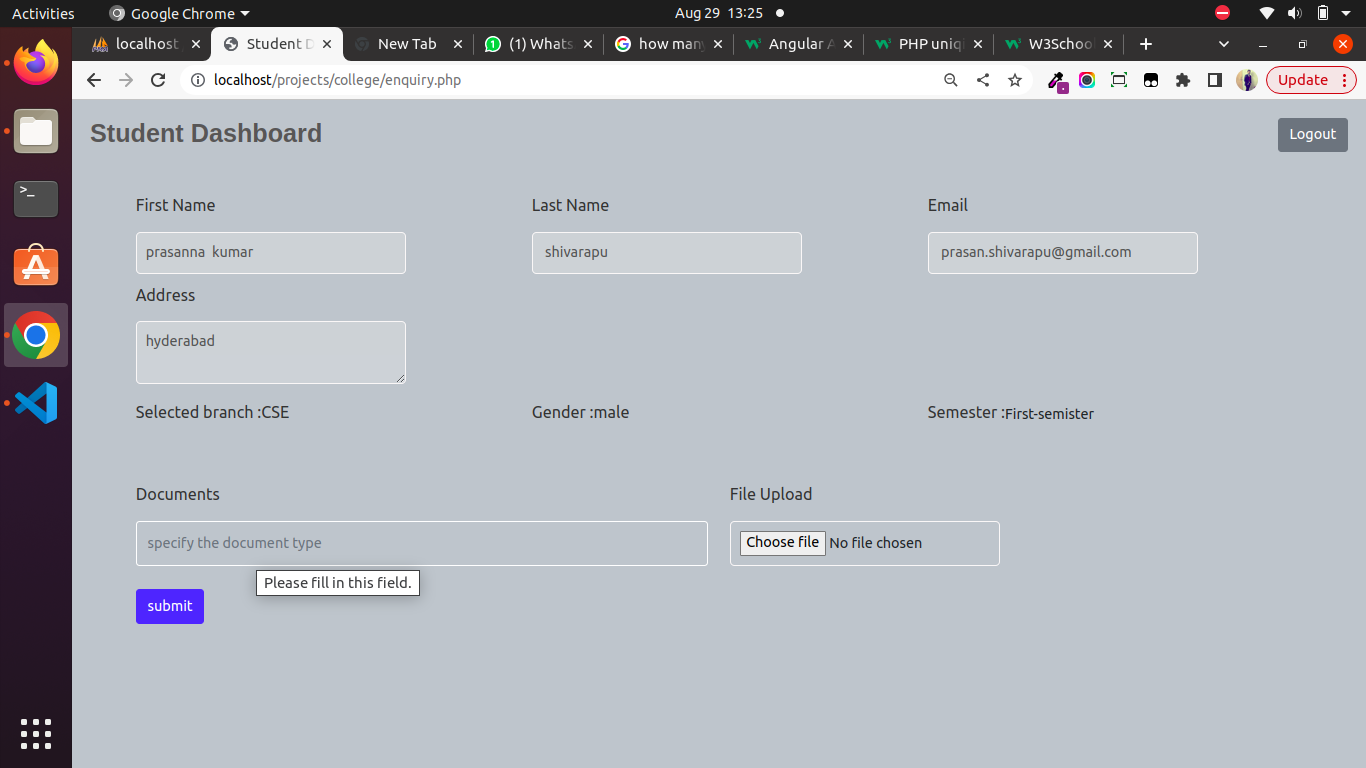 Activities Google Chrome Aug 29 13:25
localhost Student D New Tab (1) Whats how many Angular A PHP uniq W3School
localhost/projects/college/enquiry.php Update
Student Dashboard Logout
First Name Last Name Email
prasanna kumar shivarapu prasan.shivarapu@gmail.com
Address
hyderabad
Selected branch :CSE Gender :male Semester :First-semister
Documents File Upload
specify the document type Choose file No file chosen
Please fill in this field.
submit